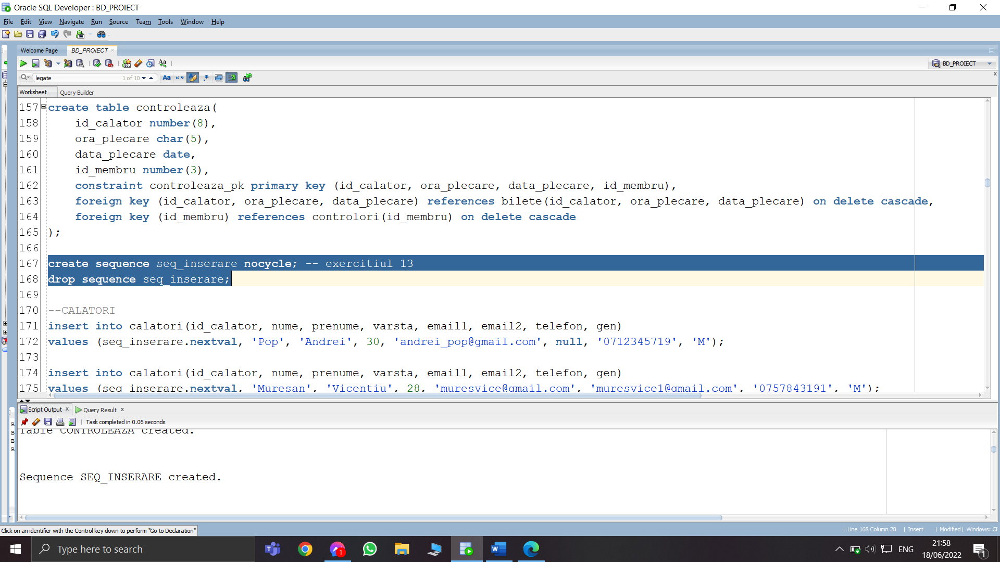 Oracle SQL Developer : BD_PROIECT
File Edit View Navigate Run Source Team Tools Window Help
Welcome Page BD_PROIECT
BD_PROIECT
legate 1 of 10
Worksheet Query Builder
157 create table controleaza(
158 id_calator number(8),
159 ora_plecare char(5),
160 data_plecare date,
161 id_membru number(3),
162 constraint controleaza_pk primary key (id_calator, ora_plecare, data_plecare, id_membru),
163 foreign key (id_calator, ora_plecare, data_plecare) references bilete(id_calator, ora_plecare, data_plecare) on delete cascade,
164 foreign key (id_membru) references controlori(id_membru) on delete cascade
165 );
166
167 create sequence seq_inserare nocycle; -- exercitiul 13
168 drop sequence seq_inserare;
169
170 --CALATORI
171 insert into calatori(id_calator, nume, prenume, varsta, email1, email2, telefon, gen)
172 values (seq_inserare.nextval, 'Pop', 'Andrei', 30, 'andrei_pop@gmail.com', null, '0712345719', 'M');
173
174 insert into calatori(id_calator, nume, prenume, varsta, email1, email2, telefon, gen)
175 values (seq_inserare.nextval, 'Muresan', 'Vicentiu', 28, 'muresvice@gmail.com', 'muresvice1@gmail.com', '0757843191', 'M');
Script Output Query Result
Task completed in 0.06 seconds
Table CONTROLEAZA created.
Sequence SEQ_INSERARE created.
Click on an identifier with the Control key down to perform "Go to Declaration"
Line 168 Column 28 Insert Modified Windows: CF
Type here to search
1
ENG
21:58
18/06/2022
1